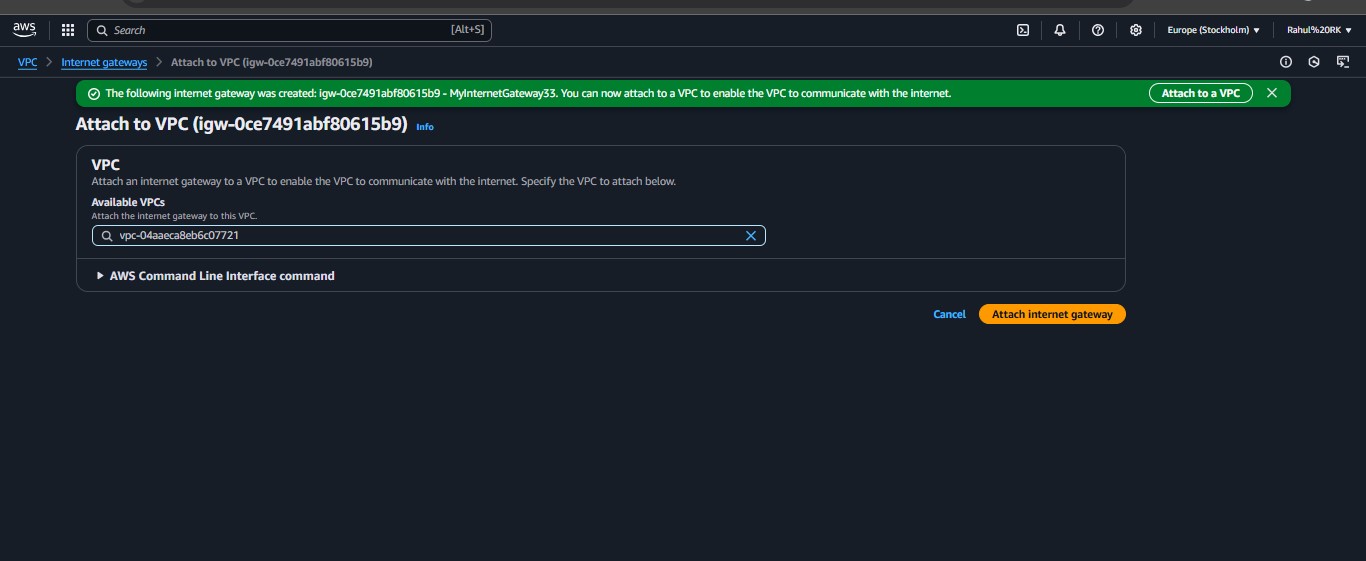 aws
Search [Alt+S] Europe (Stockholm) Rahul%20RK
VPC Internet gateways Attach to VPC (igw-0ce7491abf80615b9)
The following internet gateway was created: igw-0ce7491abf80615b9 - MyInternetGateway33. You can now attach to a VPC to enable the VPC to communicate with the internet. Attach to a VPC
Attach to VPC (igw-0ce7491abf80615b9) Info
VPC
Attach an internet gateway to a VPC to enable the VPC to communicate with the internet. Specify the VPC to attach below.
Available VPCs
Attach the internet gateway to this VPC.
vpc-04aaeca8eb6c07721
AWS Command Line Interface command
Cancel Attach internet gateway